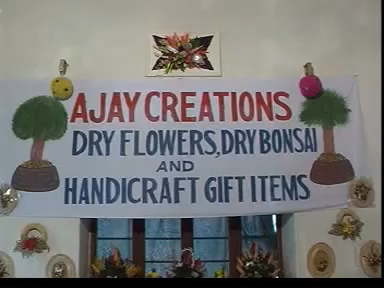 AJAY CREATIONS
DRY FLOWERS, DRY BONSAI
AND
HANDICRAFT GIFT ITEMS